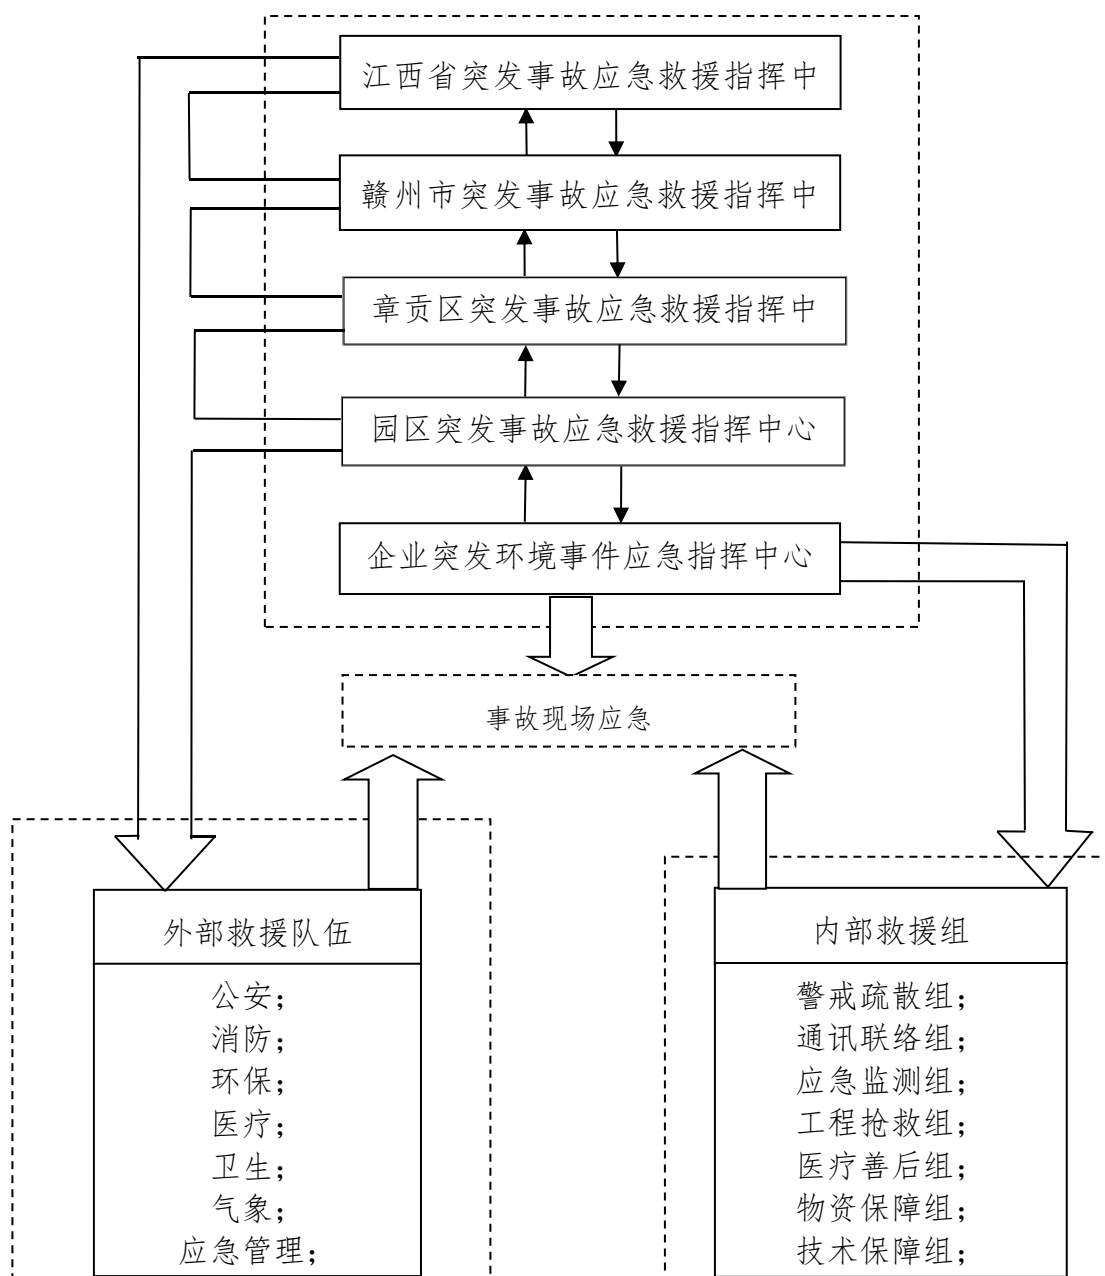 江西省突发事故应急救援指挥中
赣州市突发事故应急救援指挥中
章贡区突发事故应急救援指挥中
园区突发事故应急救援指挥中心
企业突发环境事件应急指挥中心
事故现场应急
外部救援队伍
公安；
消防；
环保；
医疗；
卫生；
气象；
应急管理；
内部救援组
警戒疏散组；
通讯联络组；
应急监测组；
工程抢救组；
医疗善后组；
物资保障组；
技术保障组；